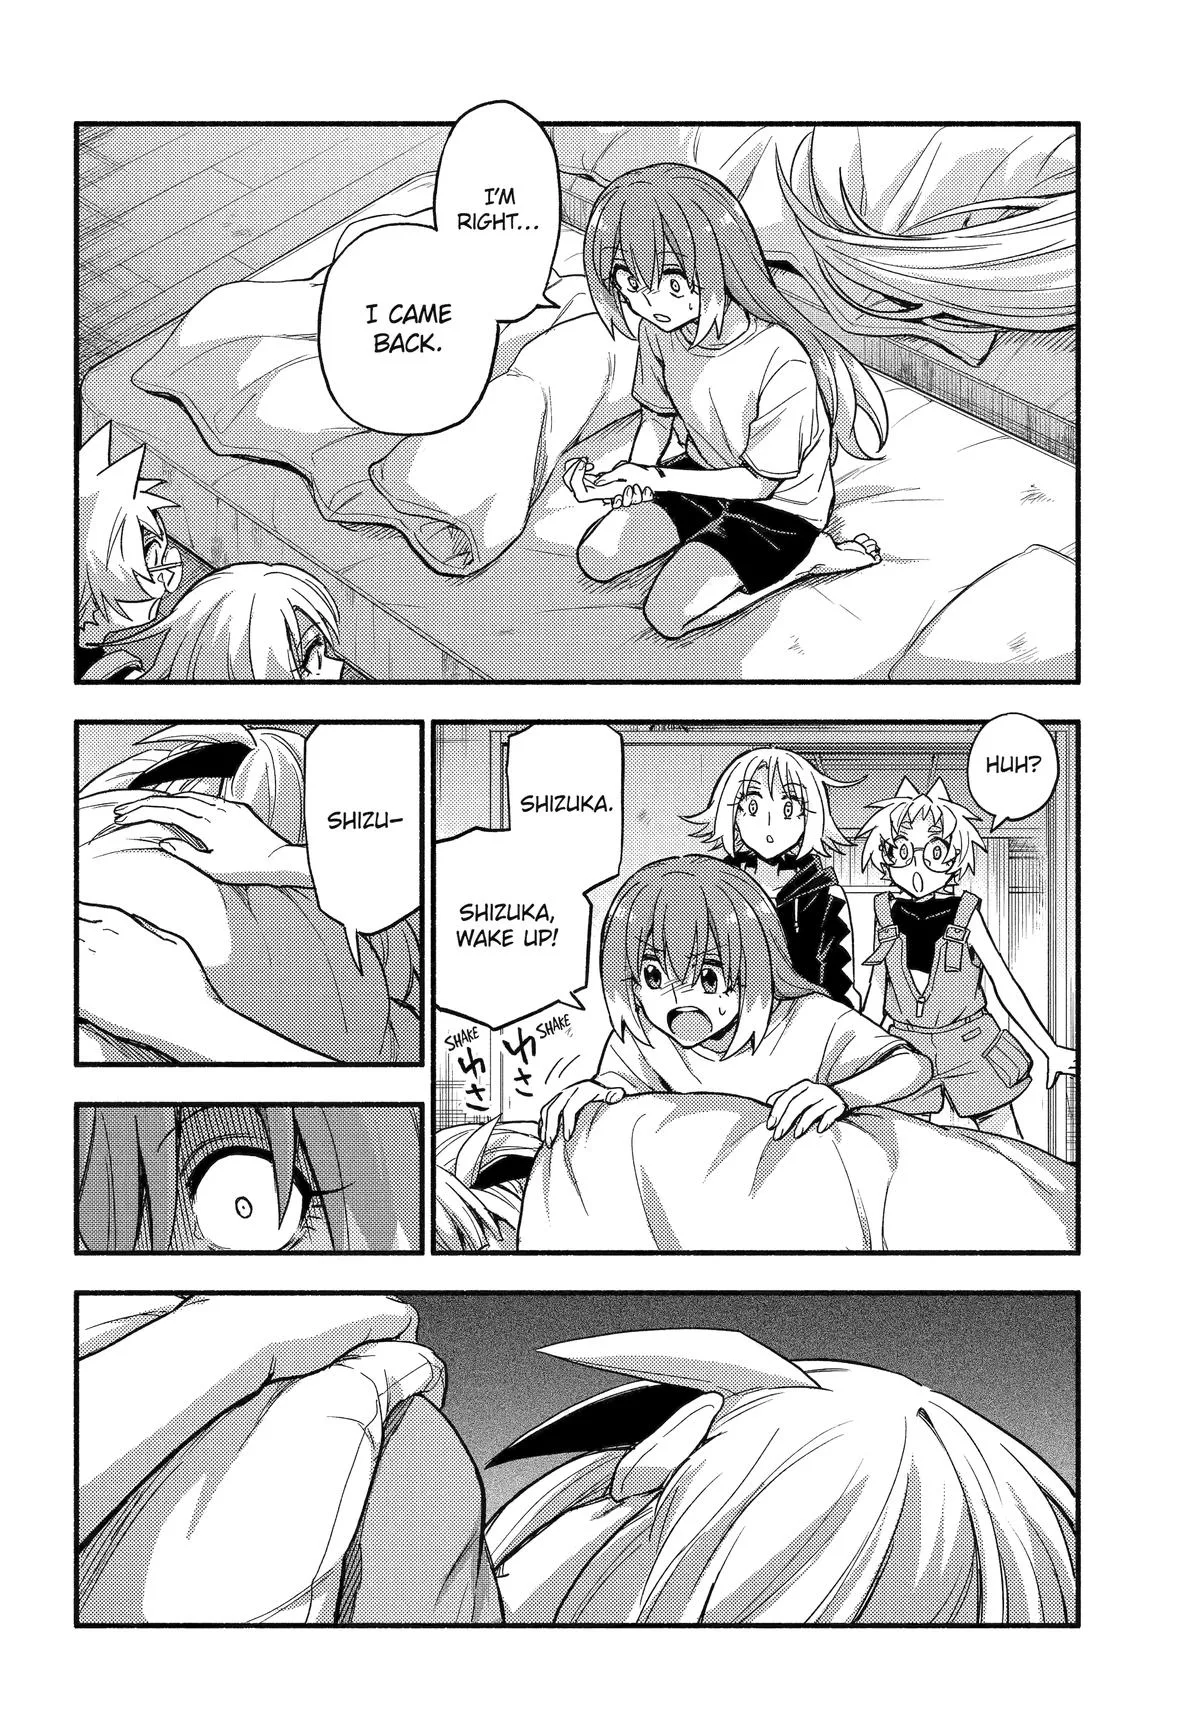 I'M
RIGHT...
I CAME
BACK.
HUH?
SHIZUKA.
SHIZUKA,
WAKE UP!
SHAKE
ゆさ
SHAKE
ゆさ
SHIZU-